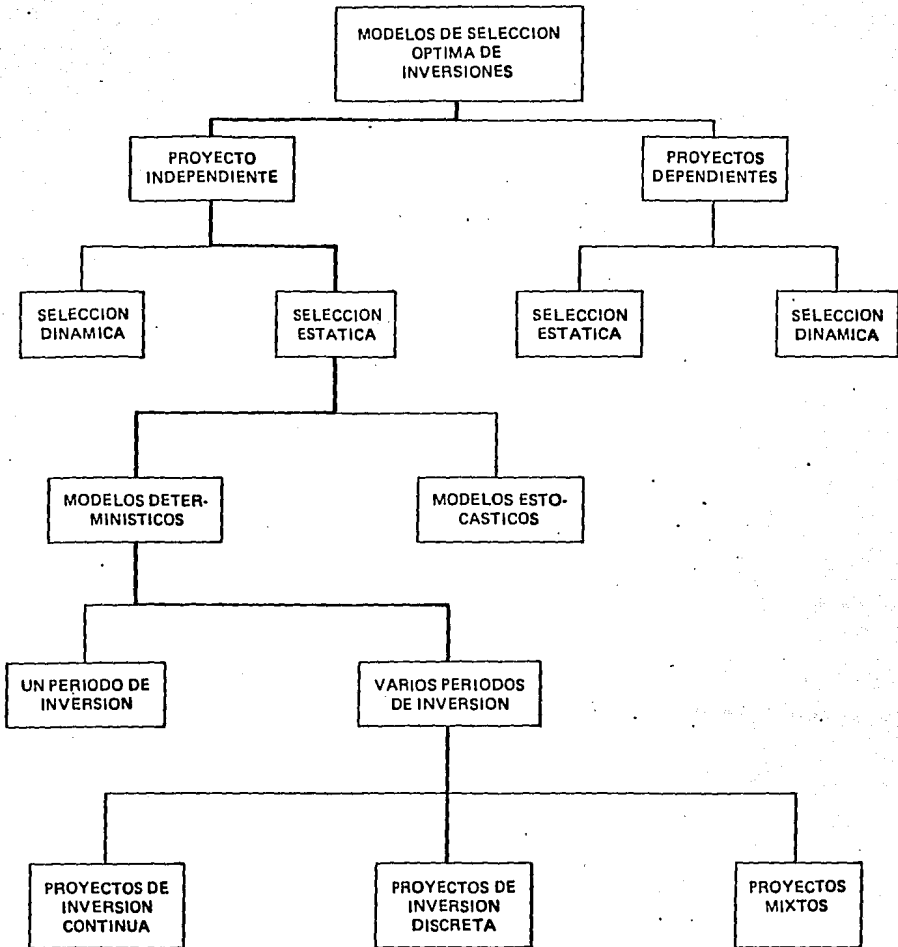 MODELOS DE SELECCION
OPTIMA DE
INVERSIONES
PROYECTO
INDEPENDIENTE
PROYECTOS
DEPENDIENTES
SELECCION
DINAMICA
SELECCION
ESTATICA
SELECCION
ESTATICA
SELECCION
DINAMICA
MODELOS DETER-
MINISTICOS
MODELOS ESTO-
CASTICOS
UN PERIODO DE
INVERSION
VARIOS PERIODOS
DE INVERSION
PROYECTOS DE
INVERSION
CONTINUA
PROYECTOS DE
INVERSION
DISCRETA
PROYECTOS
MIXTOS